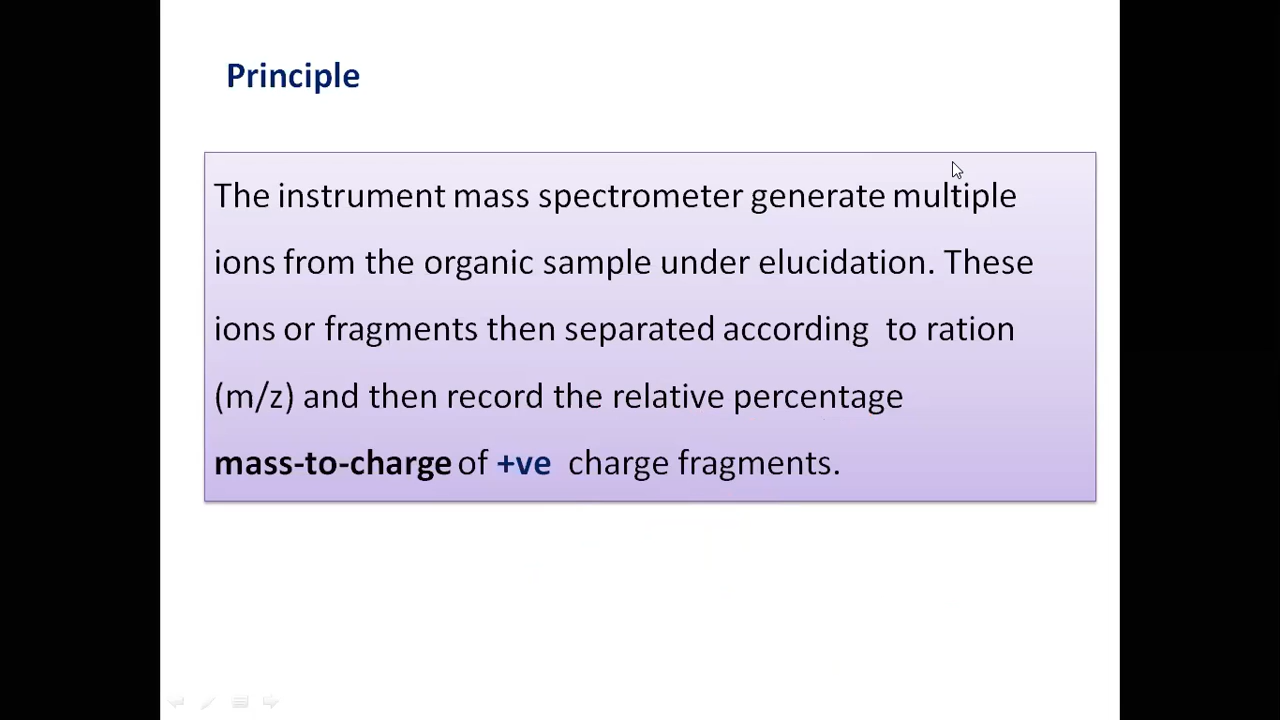 Principle
The instrument mass spectrometer generate multiple
ions from the organic sample under elucidation. These
ions or fragments then separated according  to ration
(m/z) and then record the relative percentage
mass-to-charge of +ve  charge fragments.